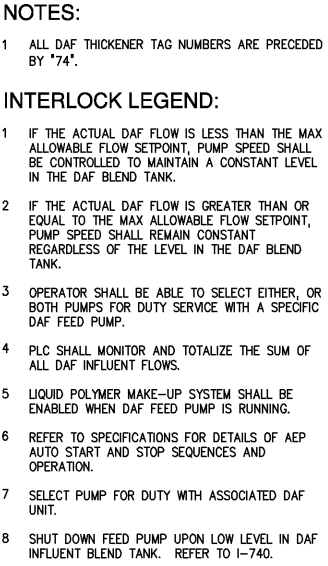 NOTES:
1 ALL DAF THICKENER TAG NUMBERS ARE PRECEDED
BY "74".
INTERLOCK LEGEND:
1 IF THE ACTUAL DAF FLOW IS LESS THAN THE MAX
ALLOWABLE FLOW SETPOINT, PUMP SPEED SHALL
BE CONTROLLED TO MAINTAIN A CONSTANT LEVEL
IN THE DAF BLEND TANK.
2 IF THE ACTUAL DAF FLOW IS GREATER THAN OR
EQUAL TO THE MAX ALLOWABLE FLOW SETPOINT,
PUMP SPEED SHALL REMAIN CONSTANT
REGARDLESS OF THE LEVEL IN THE DAF BLEND
TANK.
3 OPERATOR SHALL BE ABLE TO SELECT EITHER, OR
BOTH PUMPS FOR DUTY SERVICE WITH A SPECIFIC
DAF FEED PUMP.
4 PLC SHALL MONITOR AND TOTALIZE THE SUM OF
ALL DAF INFLUENT FLOWS.
5 LIQUID POLYMER MAKE-UP SYSTEM SHALL BE
ENABLED WHEN DAF FEED PUMP IS RUNNING.
6 REFER TO SPECIFICATIONS FOR DETAILS OF AEP
AUTO START AND STOP SEQUENCES AND
OPERATION.
7 SELECT PUMP FOR DUTY WITH ASSOCIATED DAF
UNIT.
8 SHUT DOWN FEED PUMP UPON LOW LEVEL IN DAF
INFLUENT BLEND TANK. REFER TO I-740.